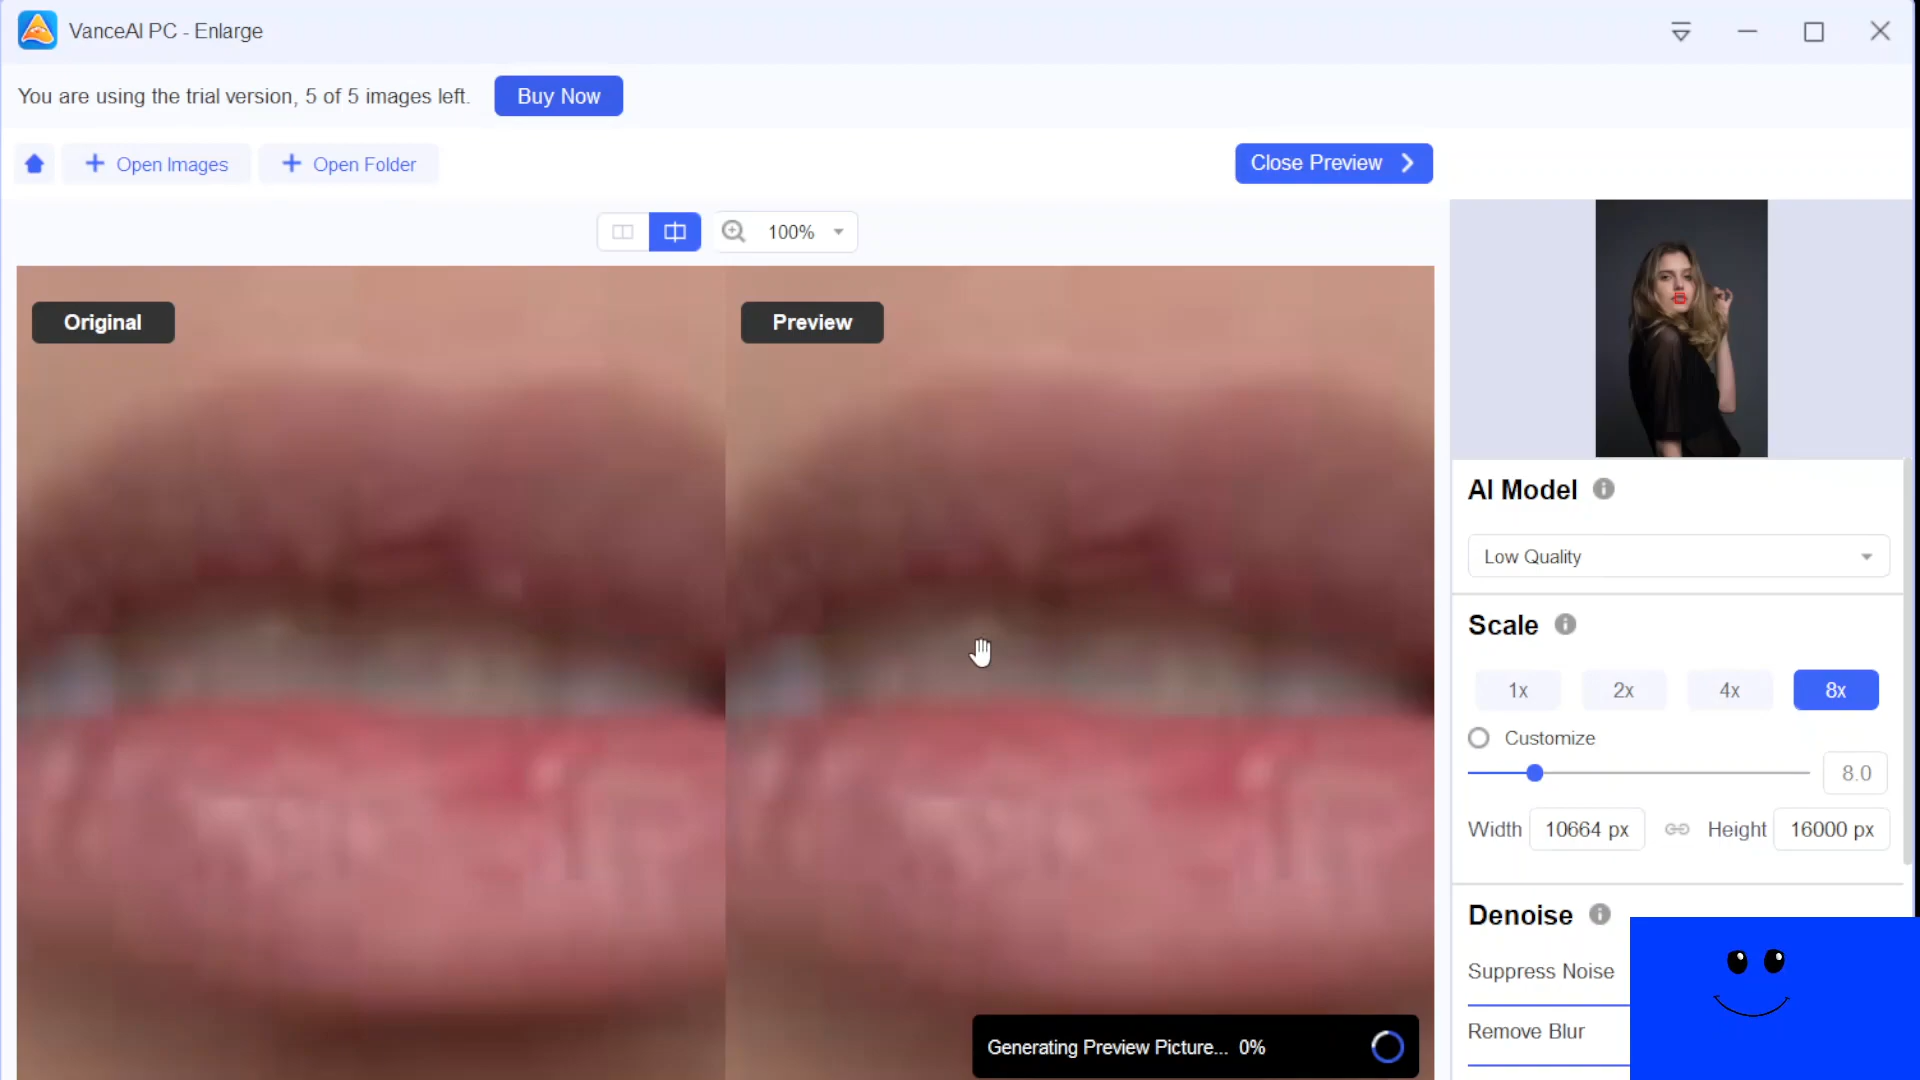 VanceAI PC - Enlarge
You are using the trial version, 5 of 5 images left.
Buy Now
Open Images
Open Folder
Close Preview
100%
Original
Preview
AI Model
Low Quality
Scale
1x
2x
4x
8x
Customize
8.0
Width
10664 px
Height
16000 px
Denoise
Suppress Noise
Remove Blur
Generating Preview Picture... 0%